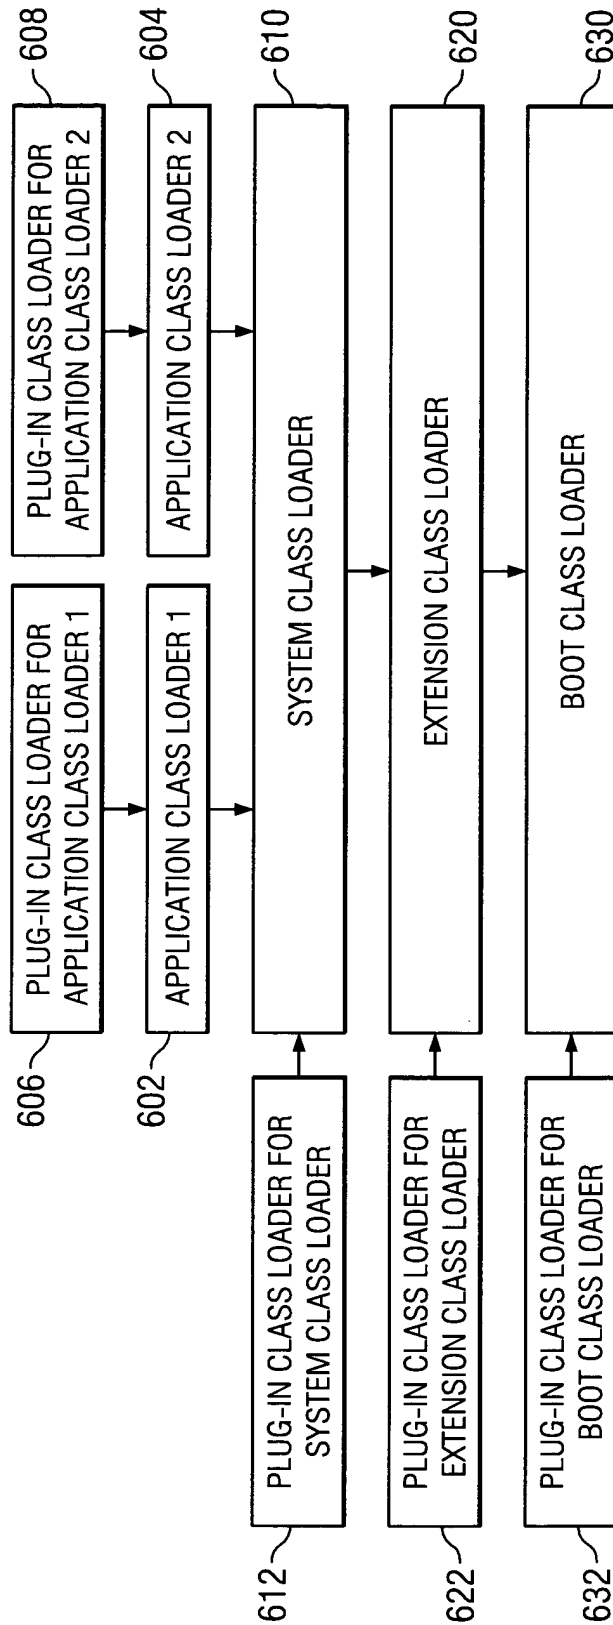 606
PLUG-IN CLASS LOADER FOR
APPLICATION CLASS LOADER 1
PLUG-IN CLASS LOADER FOR
APPLICATION CLASS LOADER 2
608
602
APPLICATION CLASS LOADER 1
APPLICATION CLASS LOADER 2
604
612
PLUG-IN CLASS LOADER FOR
SYSTEM CLASS LOADER
SYSTEM CLASS LOADER
610
622
PLUG-IN CLASS LOADER FOR
EXTENSION CLASS LOADER
EXTENSION CLASS LOADER
620
632
PLUG-IN CLASS LOADER FOR
BOOT CLASS LOADER
BOOT CLASS LOADER
630